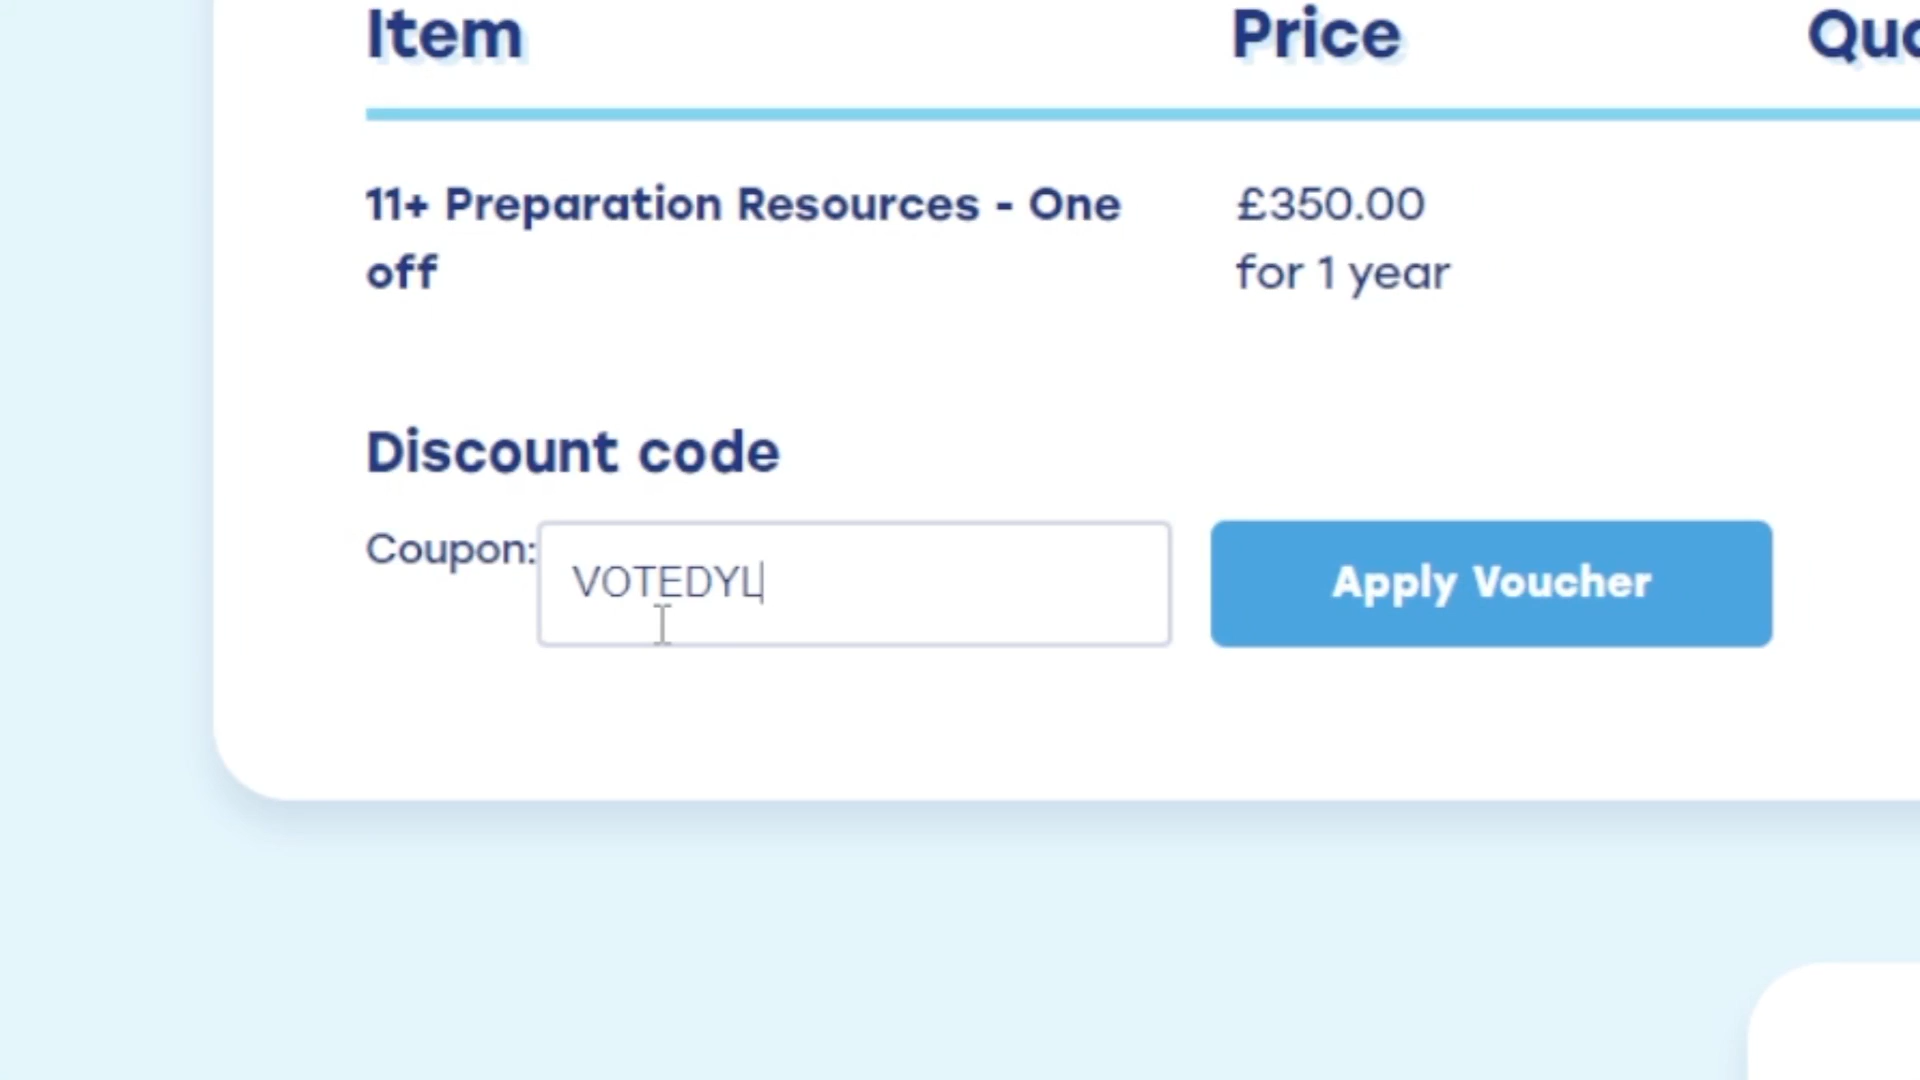 Item Price
11+ Preparation Resources - One £350.00
off for 1 year
Discount code
Coupon: VOTEDYL Apply Voucher